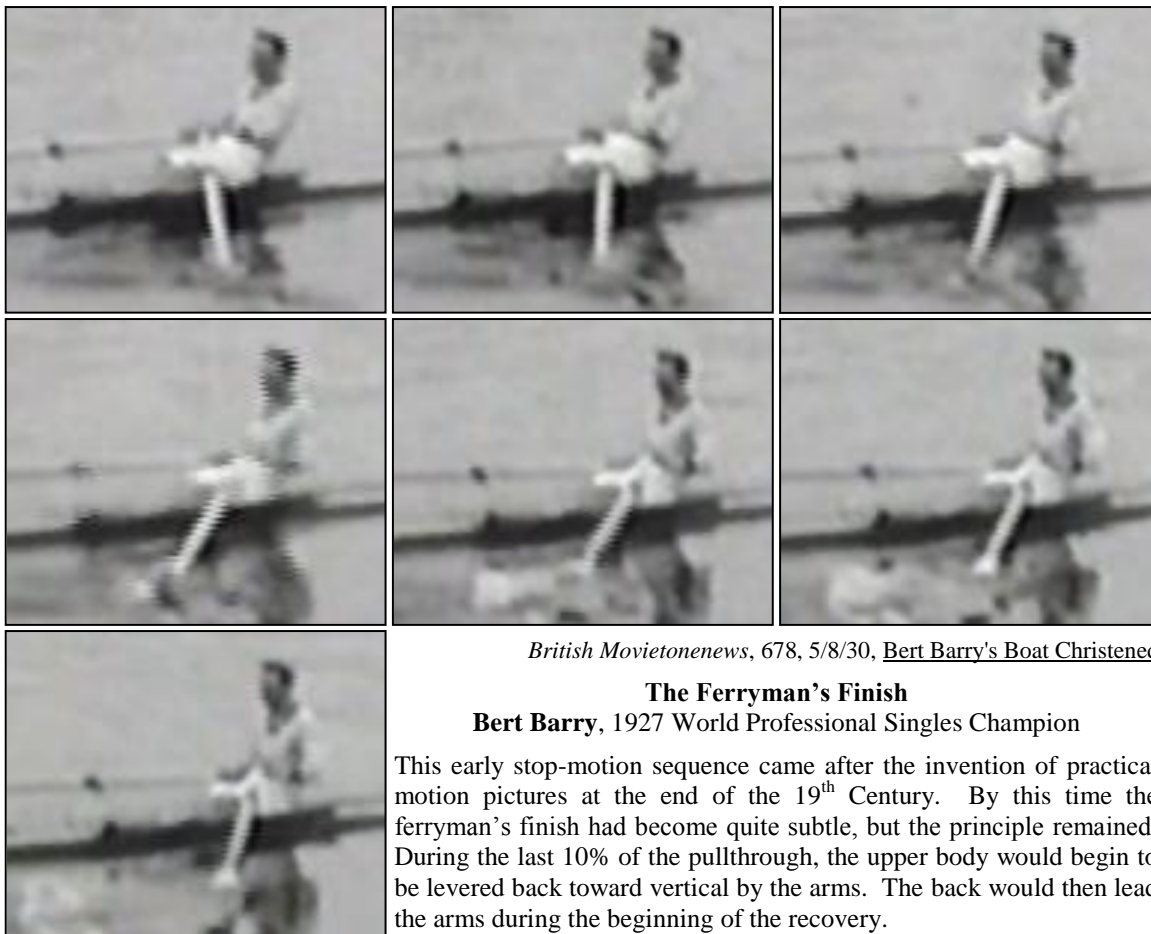 British Movietonenews, 678, 5/8/30, Bert Barry's Boat Christened
The Ferryman’s Finish
Bert Barry, 1927 World Professional Singles Champion
This early stop-motion sequence came after the invention of practical
motion pictures at the end of the 19th Century. By this time the
ferryman’s finish had become quite subtle, but the principle remained.
During the last 10% of the pullthrough, the upper body would begin to
be levered back toward vertical by the arms. The back would then lead
the arms during the beginning of the recovery.